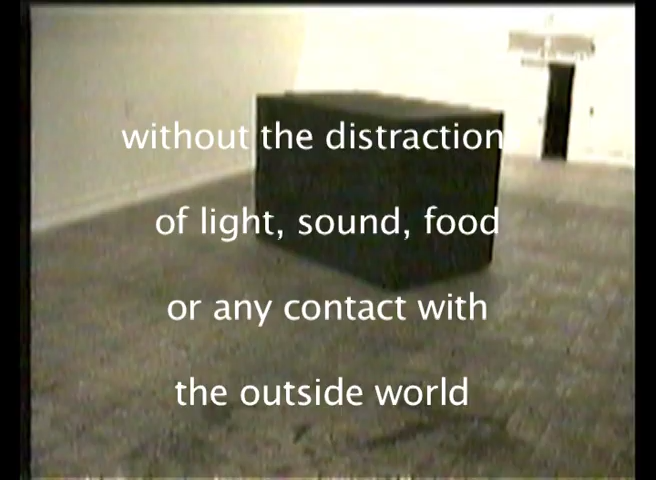 without the distraction
of light, sound, food
or any contact with
the outside world